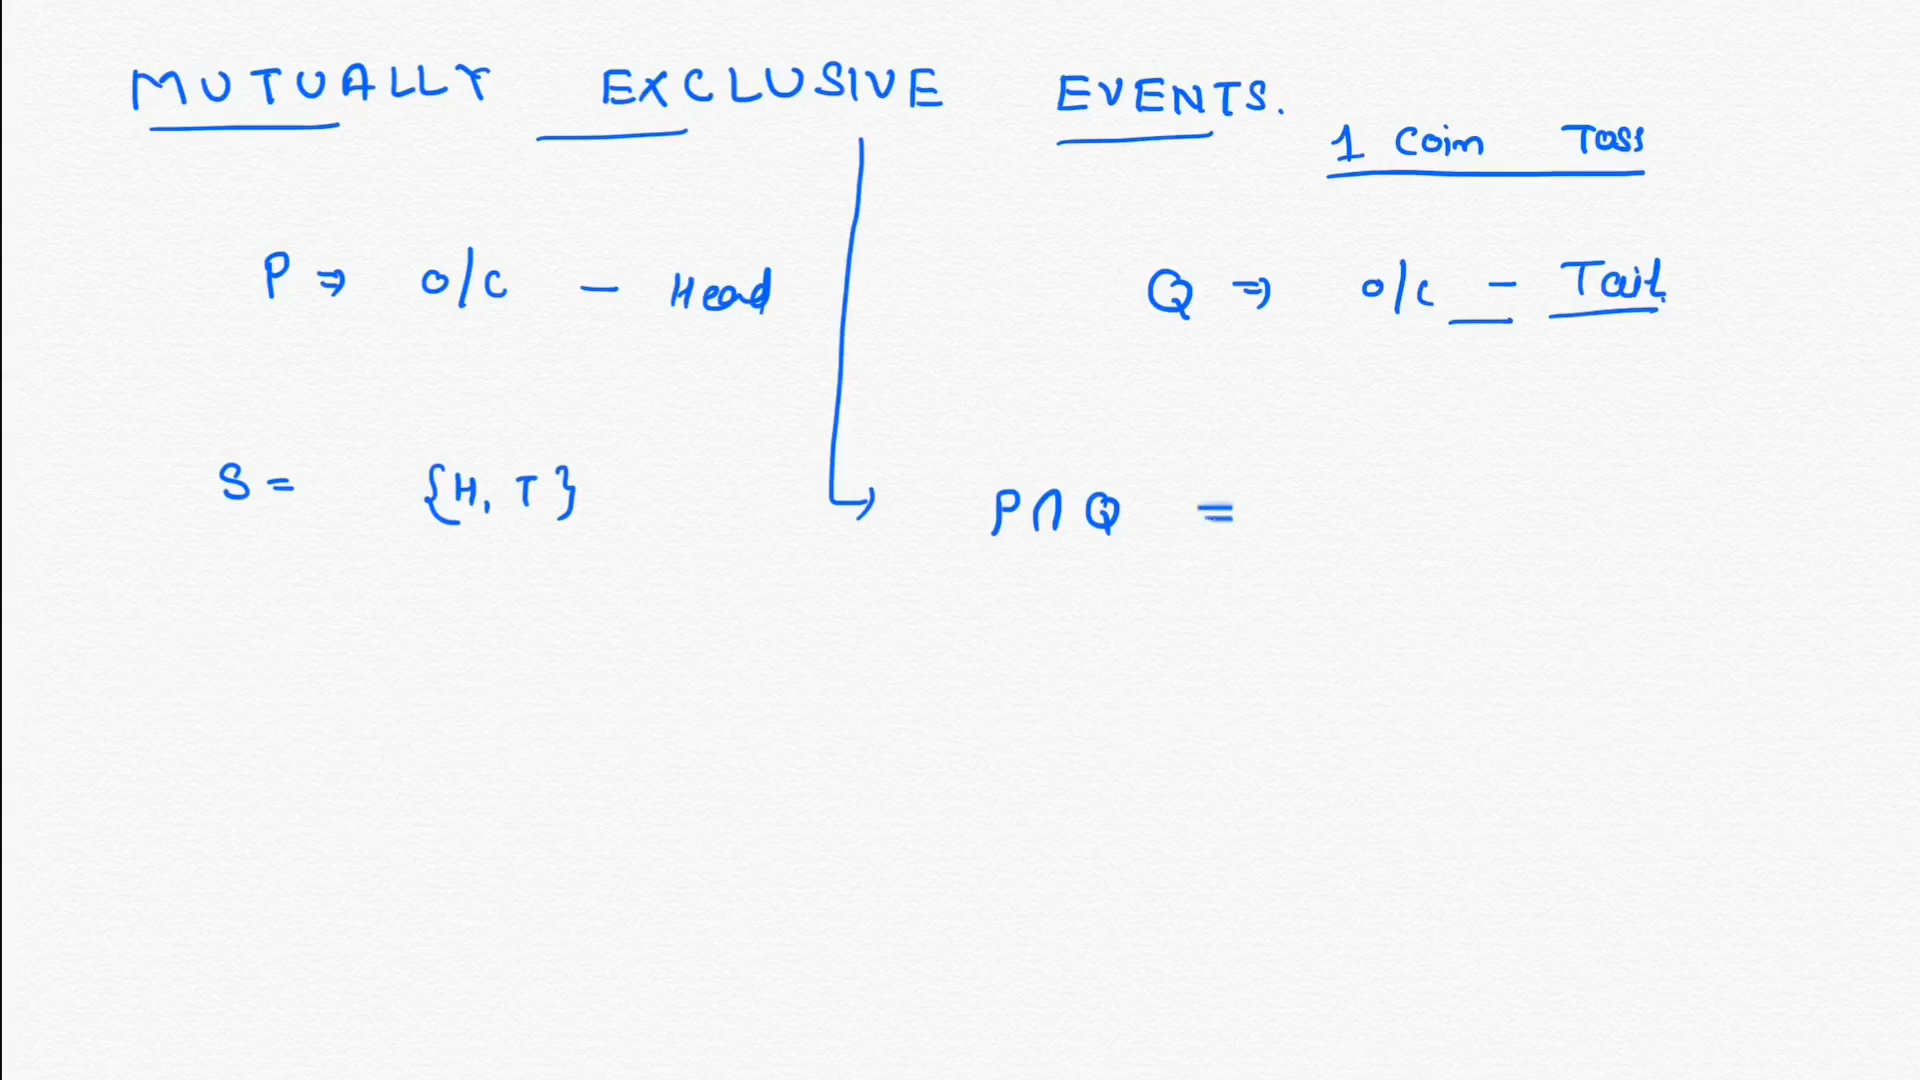 MUTUALLY EXCLUSIVE EVENTS.
1 Coin Toss
P ⇒ o/c - Head
Q ⇒ o/c - Tail
S = {H, T}
P∩Q =